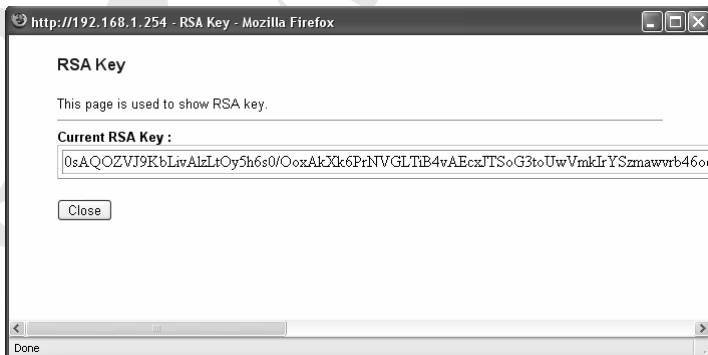 http://192.168.1.254 - RSA Key - Mozilla Firefox
RSA Key
This page is used to show RSA key.
Current RSA Key :
0sAQOZVJ9KbLivAlzLtOy5h6s0/OoxAkXk6PrNVGLTiB4vAEcxJTSoG3toUwVmkIrYSzmawvrb46o
Close
Done